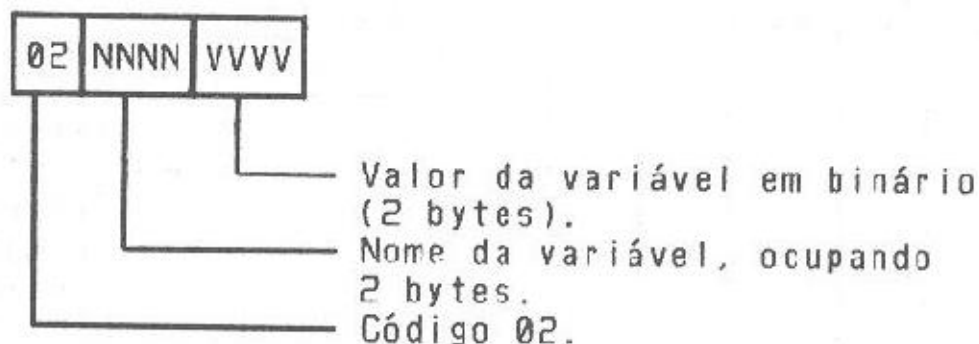 02 NNNN VVVV
Valor da variável em binário
(2 bytes).
Nome da variável, ocupando
2 bytes.
Código 02.